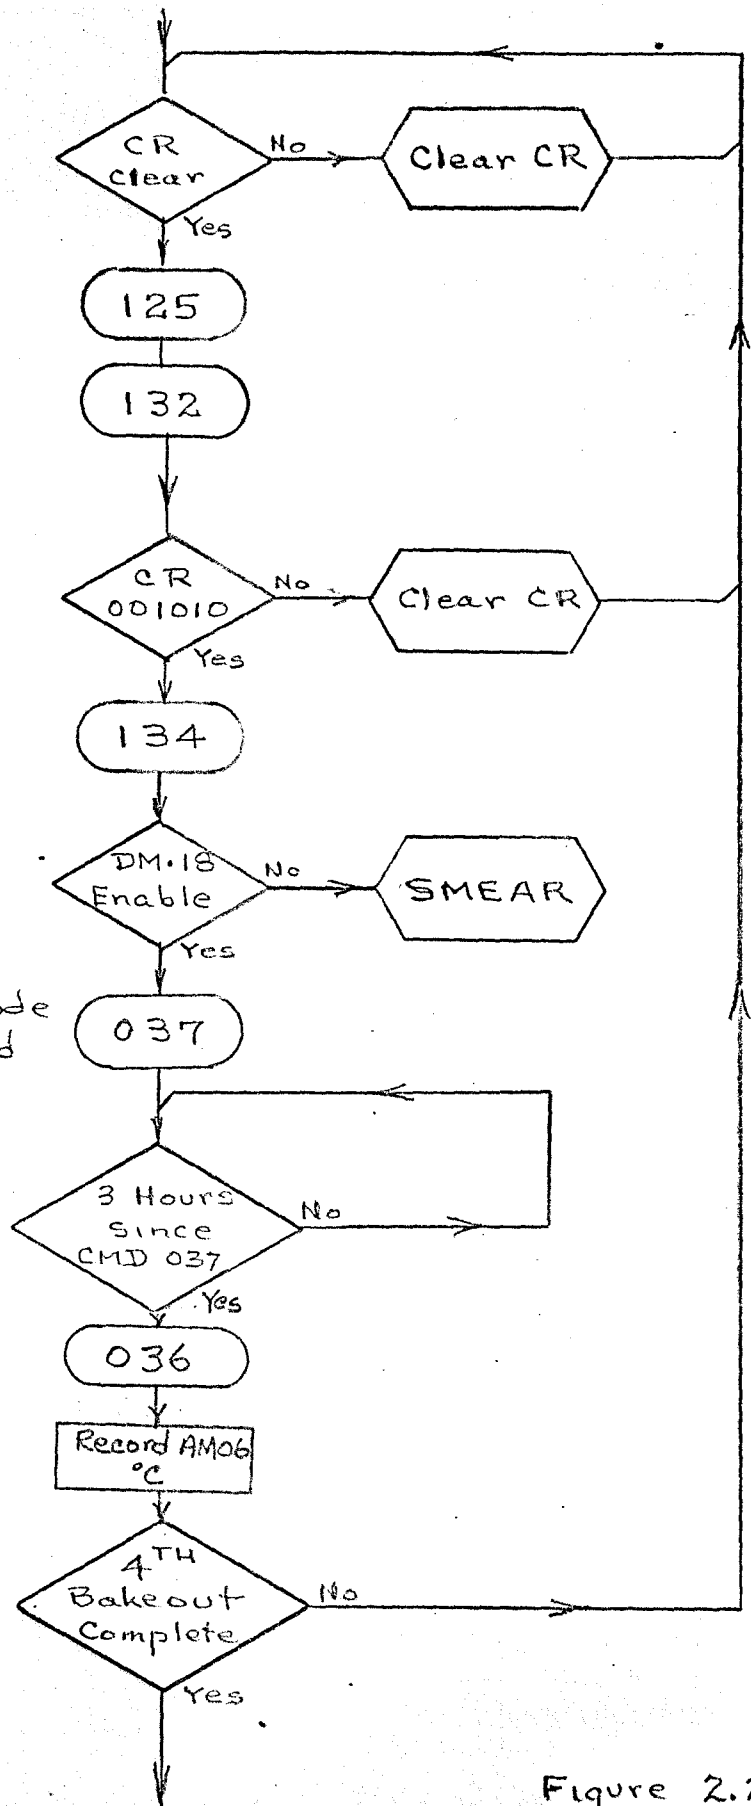 CR
Clear
No
Clear CR
Yes
125
132
CR
001010
No
Clear CR
Yes
134
DM.18
Enable
No
SMEAR
Yes
037
3 Hours
Since
CMD 037
No
Yes
036
Record AM06
°C
4TH
Bakeout
Complete
No
Yes
Figure